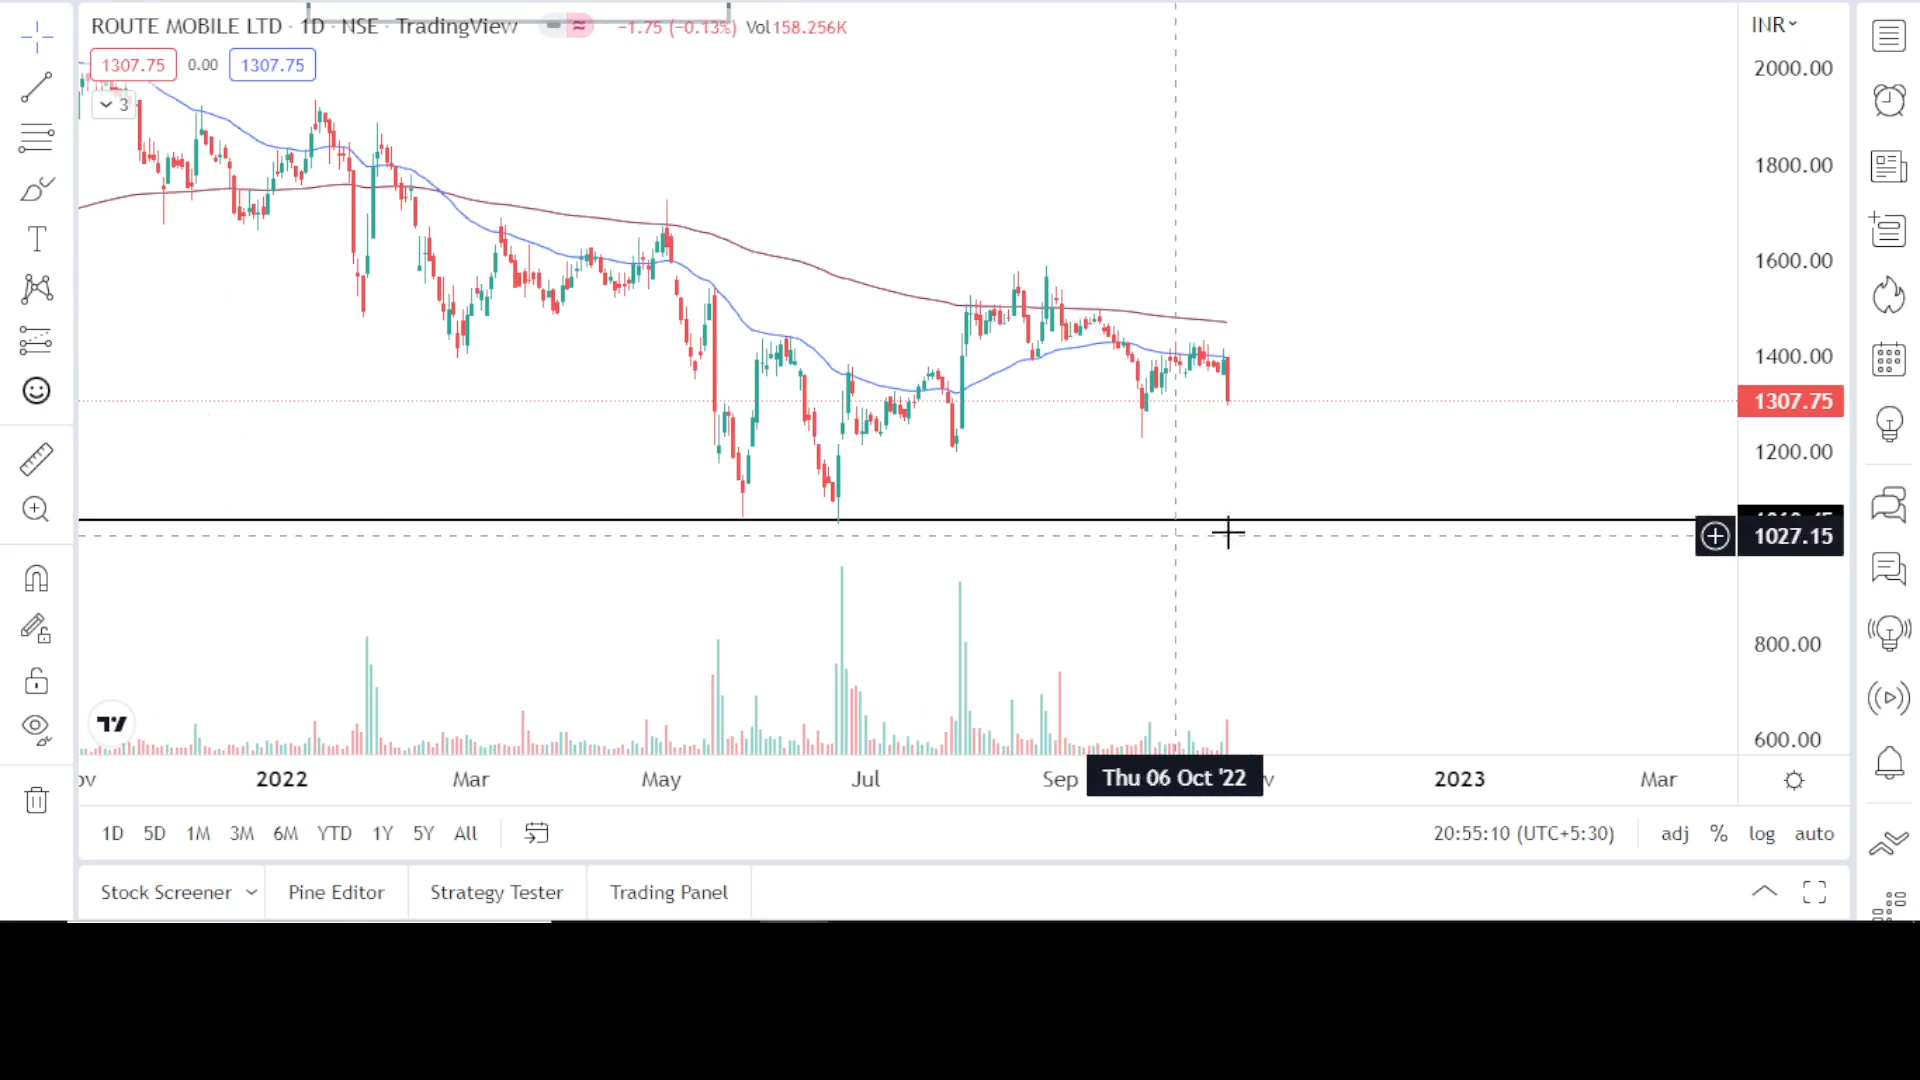 ROUTE MOBILE LTD · 1D · NSE · TradingView −1.75 (−0.13%) Vol158.256K
INR
1307.75 0.00 1307.75
3
2000.00
1800.00
1600.00
1400.00
1307.75
1200.00
1027.15
800.00
600.00
2022 Mar May Jul Sep Thu 06 Oct '22 2023 Mar
1D 5D 1M 3M 6M YTD 1Y 5Y All 20:55:10 (UTC+5:30) adj % log auto
Stock Screener Pine Editor Strategy Tester Trading Panel